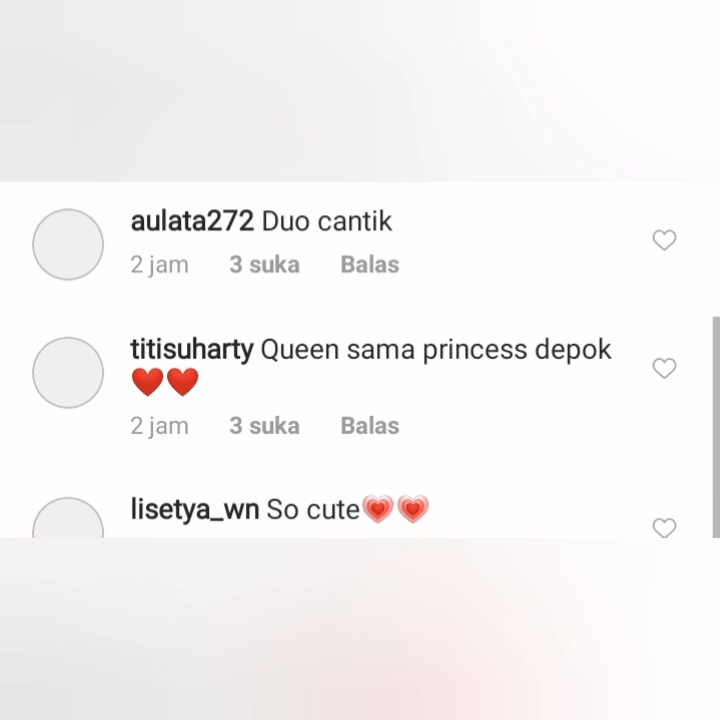 aulata272 Duo cantik
2 jam 3 suka Balas
titisuharty Queen sama princess depok
❤️❤️
2 jam 3 suka Balas
lisetya_wn So cute💗💗